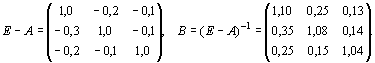 E − A = ( 1,0 − 0,2 − 0,1 ; − 0,3 1,0 − 0,1 ; − 0,2 − 0,1 1,0 ), B = (E − A)⁻¹ = ( 1,10 0,25 0,13 ; 0,35 1,08 0,14 ; 0,25 0,15 1,04 ).